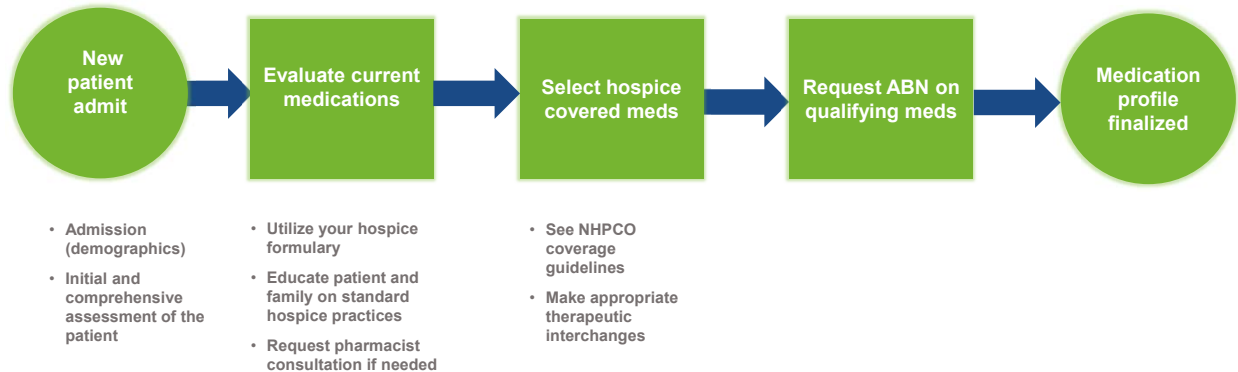 New
patient
admit
Evaluate current
medications
Select hospice
covered meds
Request ABN on
qualifying meds
Medication
profile
finalized
• Admission
(demographics)
• Initial and
comprehensive
assessment of the
patient
• Utilize your hospice
formulary
• Educate patient and
family on standard
hospice practices
• Request pharmacist
consultation if needed
• See NHPCO
coverage
guidelines
• Make appropriate
therapeutic
interchanges